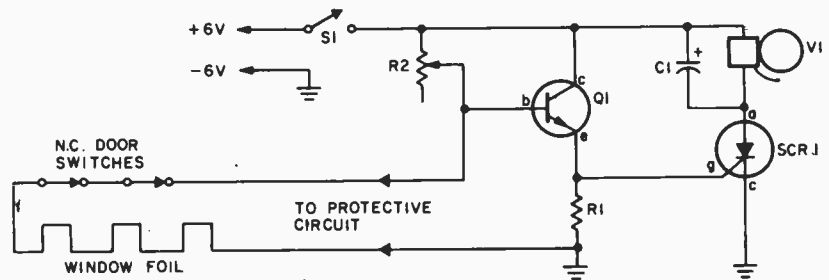 +6V
S1
-6V
R2
b
c
Q1
e
C1
+
V1
a
SCR1
g
c
R1
N.C. DOOR
SWITCHES
TO PROTECTIVE
CIRCUIT
WINDOW FOIL